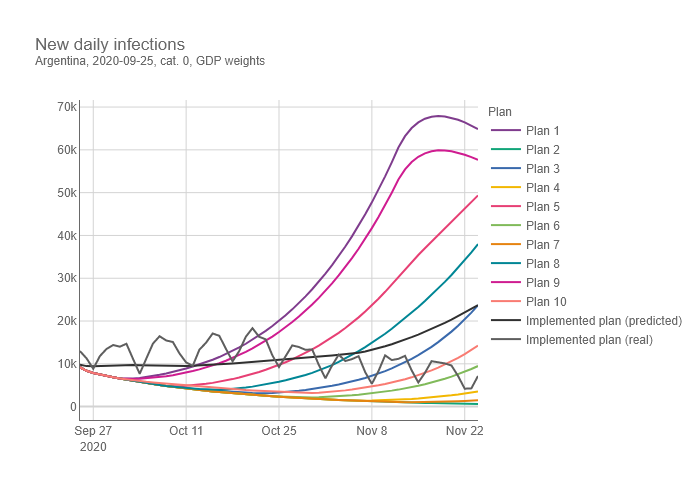 New daily infections
Argentina, 2020-09-25, cat. 0, GDP weights
70k
60k
50k
40k
30k
20k
10k
0
Sep 27
2020
Oct 11
Oct 25
Nov 8
Nov 22
Plan
Plan 1
Plan 2
Plan 3
Plan 4
Plan 5
Plan 6
Plan 7
Plan 8
Plan 9
Plan 10
Implemented plan (predicted)
Implemented plan (real)